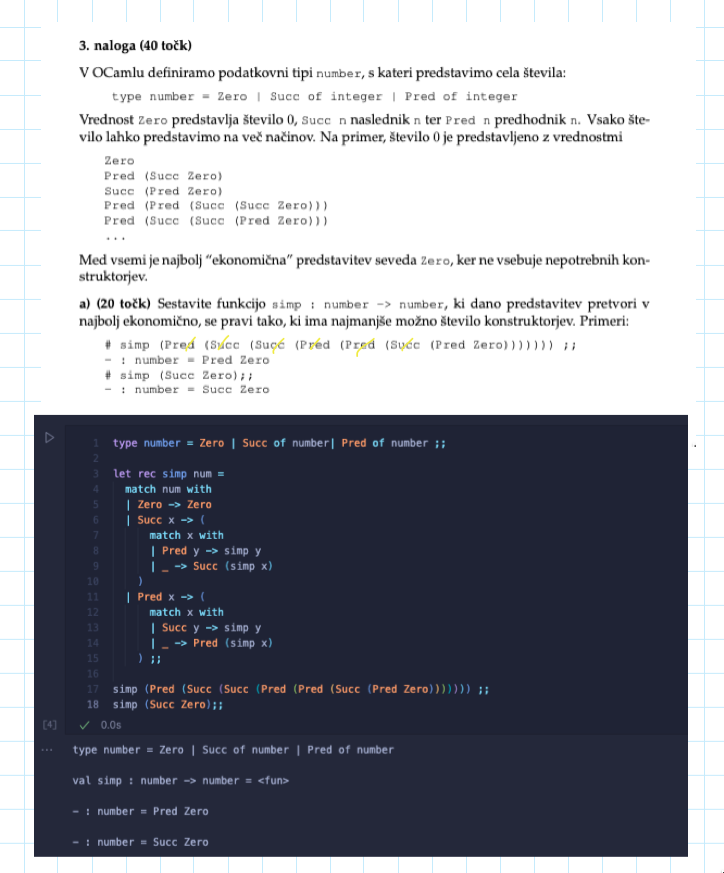 3. naloga (40 točk)
V OCamlu definiramo podatkovni tipi number, s kateri predstavimo cela števila:
type number = Zero | Succ of integer | Pred of integer
Vrednost Zero predstavlja število 0, Succ n naslednik n ter Pred n predhodnik n. Vsako šte-
vilo lahko predstavimo na več načinov. Na primer, število 0 je predstavljeno z vrednostmi
Zero
Pred (Succ Zero)
Succ (Pred Zero)
Pred (Pred (Succ (Succ Zero)))
Pred (Succ (Succ (Pred Zero)))
...
Med vsemi je najbolj “ekonomična” predstavitev seveda Zero, ker ne vsebuje nepotrebnih kon-
struktorjev.
a) (20 točk) Sestavite funkcijo simp : number -> number, ki dano predstavitev pretvori v
najbolj ekonomično, se pravi tako, ki ima najmanjše možno število konstruktorjev. Primeri:
# simp (Pred (Succ (Succ (Pred (Pred (Succ (Pred Zero))))))) ;;
- : number = Pred Zero
# simp (Succ Zero);;
- : number = Succ Zero
1 type number = Zero | Succ of number| Pred of number ;;
2
3 let rec simp num =
4 match num with
5 | Zero -> Zero
6 | Succ x -> (
7 match x with
8 | Pred y -> simp y
9 | _ -> Succ (simp x)
10 )
11 | Pred x -> (
12 match x with
13 | Succ y -> simp y
14 | _ -> Pred (simp x)
15 ) ;;
16
17 simp (Pred (Succ (Succ (Pred (Pred (Succ (Pred Zero))))))) ;;
18 simp (Succ Zero);;
[4] ✓ 0.0s
... type number = Zero | Succ of number | Pred of number
val simp : number -> number = <fun>
- : number = Pred Zero
- : number = Succ Zero